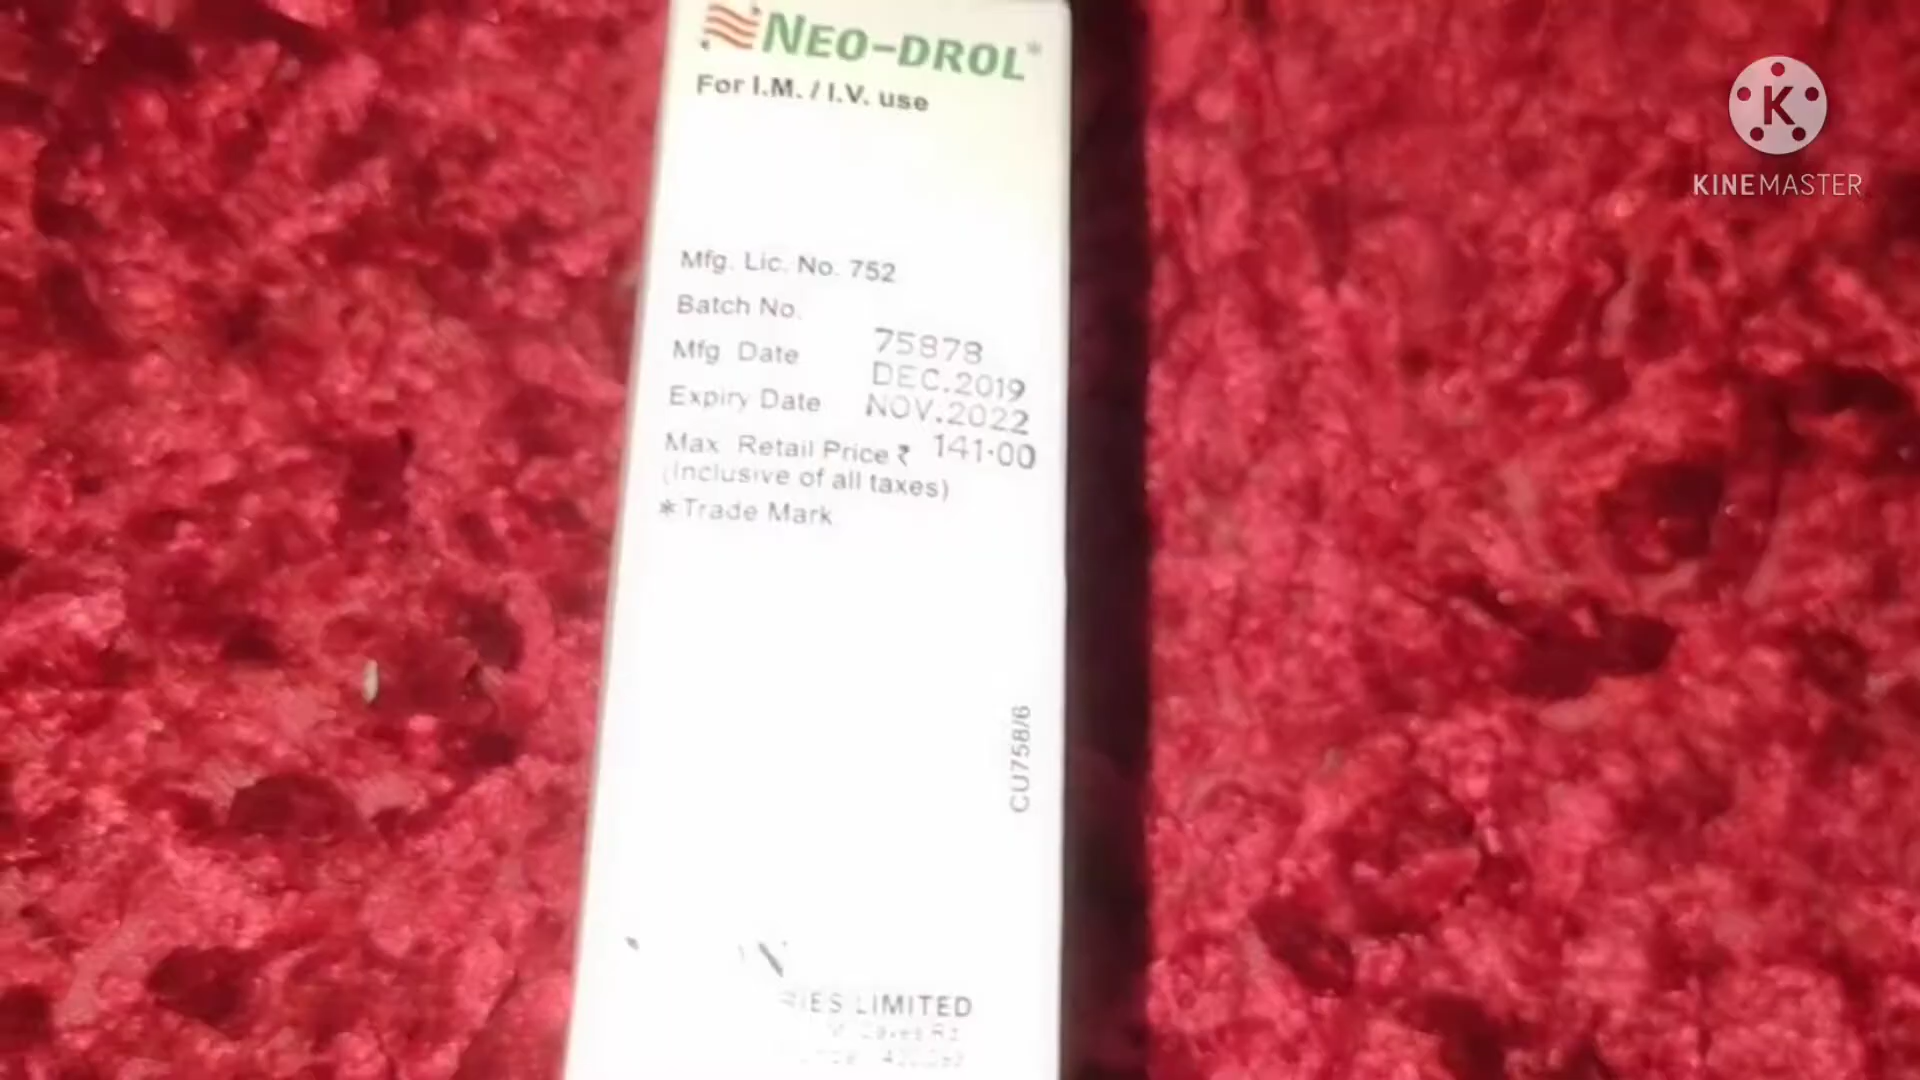 NEO-DROL*
For I.M. / I.V. use
Mfg. Lic. No. 752
Batch No. 75878
Mfg Date DEC.2019
Expiry Date NOV.2022
Max Retail Price ₹ 141.00
(Inclusive of all taxes)
*Trade Mark
CU758/6
LIMITED
K
KINEMASTER